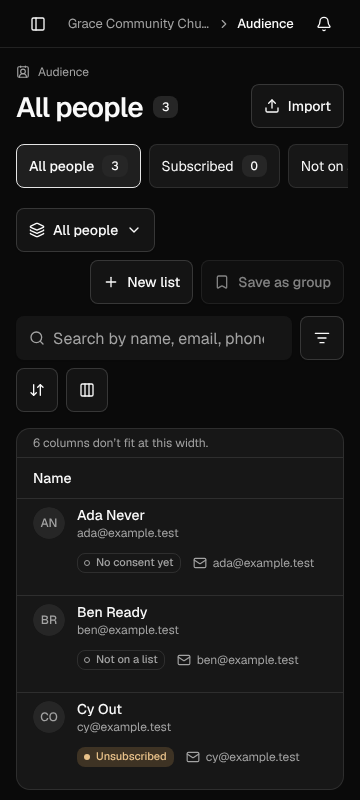 Grace Community Chu... > Audience
Audience
All people 3
Import
All people 3
Subscribed 0
Not on
All people
New list
Save as group
Search by name, email, phone
6 columns don't fit at this width.
Name
AN
Ada Never
ada@example.test
No consent yet
ada@example.test
BR
Ben Ready
ben@example.test
Not on a list
ben@example.test
CO
Cy Out
cy@example.test
Unsubscribed
cy@example.test